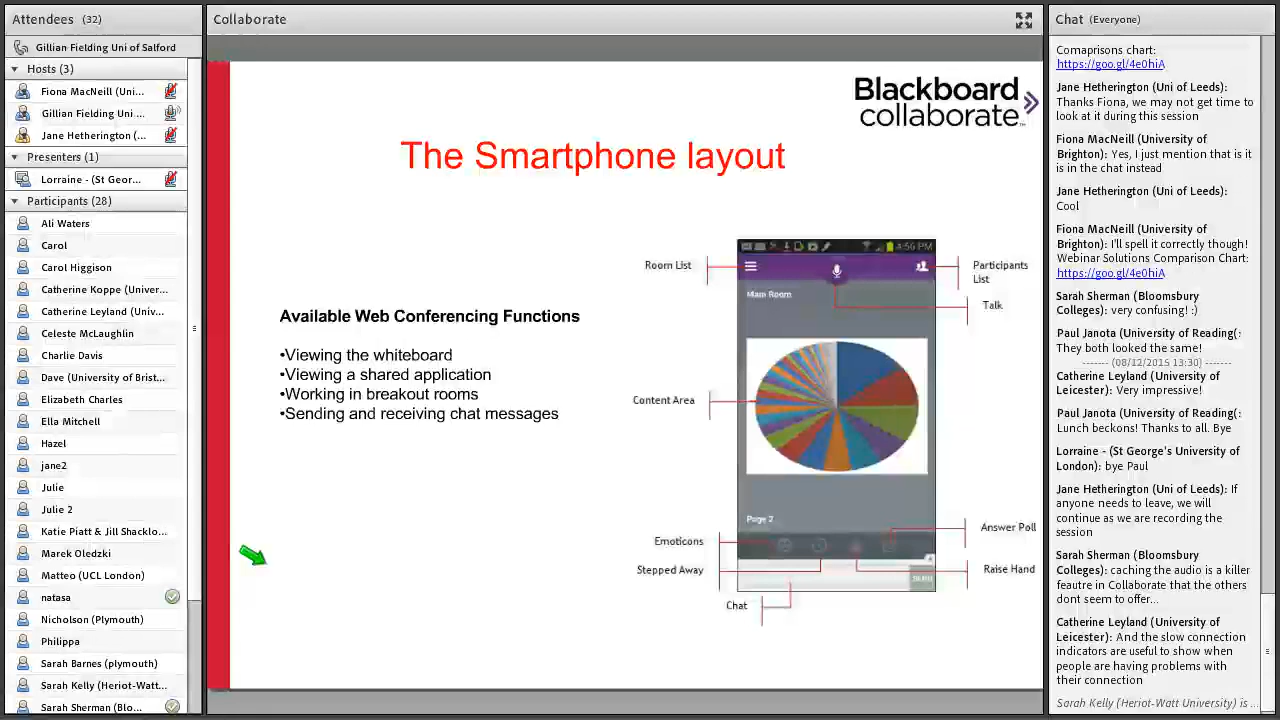 Attendees (32)
Gillian Fielding Uni of Salford
Hosts (3)
Fiona MacNeill (Uni...
Gillian Fielding Uni ...
Jane Hetherington (...
Presenters (1)
Lorraine - (St Geor...
Participants (28)
Ali Waters
Carol
Carol Higgison
Catherine Koppe (Univer...
Catherine Leyland (Univ...
Celeste McLaughlin
Charlie Davis
Dave (University of Brist...
Elizabeth Charles
Ella Mitchell
Hazel
jane2
Julie
Julie 2
Katie Piatt & Jill Shacklo...
Marek Oledzki
Matteo (UCL London)
natasa
Nicholson (Plymouth)
Philippa
Sarah Barnes (plymouth)
Sarah Kelly (Heriot-Watt...
Sarah Sherman (Blo...
Collaborate
Blackboard
collaborate
The Smartphone layout
Available Web Conferencing Functions
•Viewing the whiteboard
•Viewing a shared application
•Working in breakout rooms
•Sending and receiving chat messages
4:56 PM
Room List
Participants
List
Main Room
Talk
Content Area
Page 2
Answer Poll
Emoticons
Stepped Away
Raise Hand
SEND
Chat
Chat (Everyone)
Comaprisons chart:
https://goo.gl/4e0hiA
Jane Hetherington (Uni of Leeds):
Thanks Fiona, we may not get time to
look at it during this session
Fiona MacNeill (University of
Brighton): Yes, I just mention that is it
is in the chat instead
Jane Hetherington (Uni of Leeds):
Cool
Fiona MacNeill (University of
Brighton): I'll spell it correctly though!
Webinar Solutions Comparison Chart:
https://goo.gl/4e0hiA
Sarah Sherman (Bloomsbury
Colleges): very confusing! :)
Paul Janota (University of Reading(:
They both looked the same!
------- (08/12/2015 13:30) -------
Catherine Leyland (University of
Leicester): Very impressive!
Paul Janota (University of Reading(:
Lunch beckons! Thanks to all. Bye
Lorraine - (St George's University of
London): bye Paul
Jane Hetherington (Uni of Leeds): If
anyone needs to leave, we will
continue as we are recording the
session
Sarah Sherman (Bloomsbury
Colleges): caching the audio is a killer
feautre in Collaborate that the others
dont seem to offer...
Catherine Leyland (University of
Leicester): And the slow connection
indicators are useful to show when
people are having problems with
their connection
Sarah Kelly (Heriot-Watt University) is ...